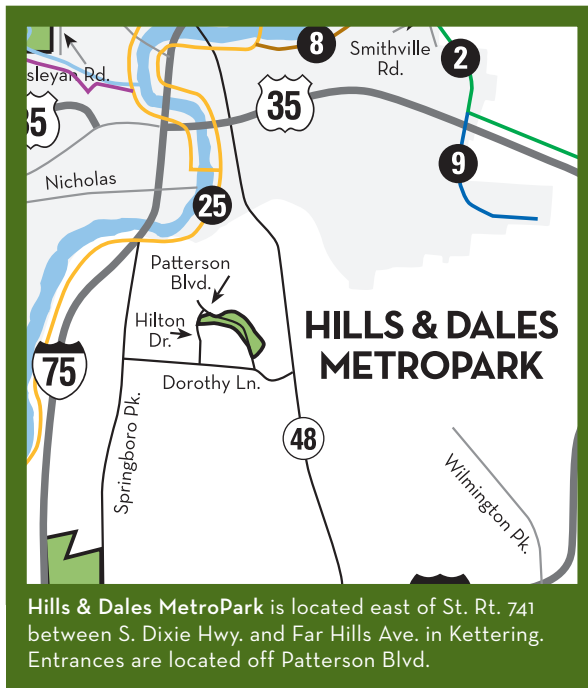 8
Smithville
Rd.
2
sleyan Rd.
35
35
9
Nicholas
25
Patterson
Blvd.
Hilton
Dr.
HILLS & DALES
METROPARK
75
Dorothy Ln.
Springboro Pk.
48
Wilmington Pk.
Hills & Dales MetroPark is located east of St. Rt. 741
between S. Dixie Hwy. and Far Hills Ave. in Kettering.
Entrances are located off Patterson Blvd.